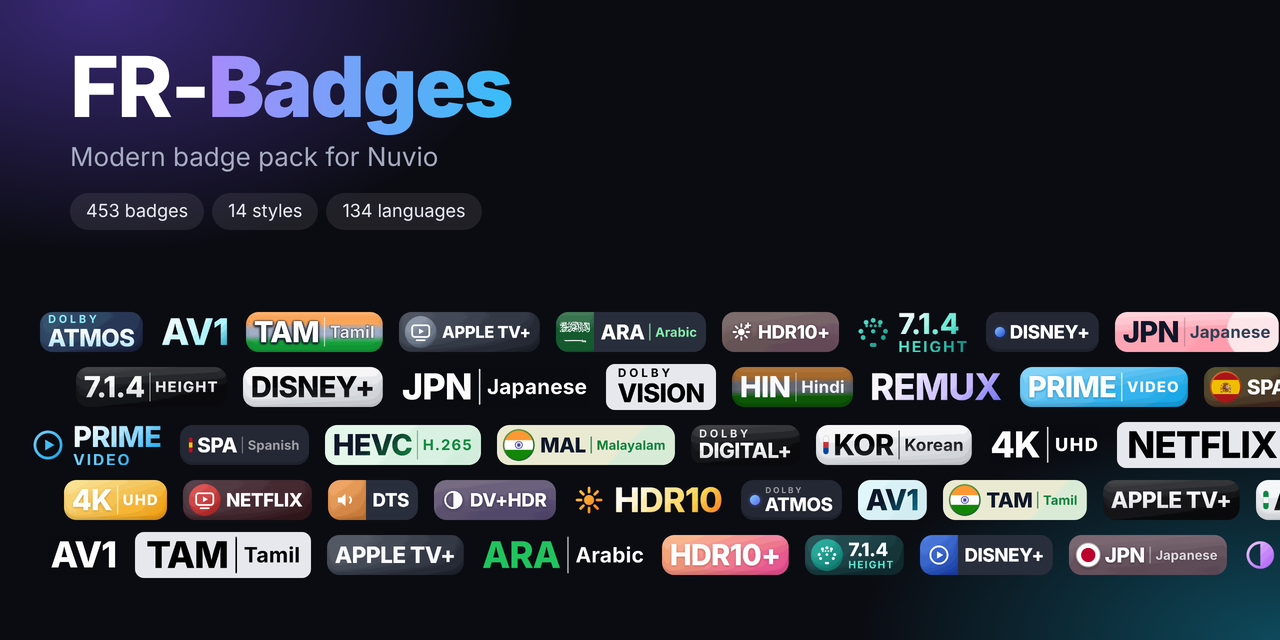 FR-Badges
Modern badge pack for Nuvio
453 badges 14 styles 134 languages
DOLBY ATMOS AV1 TAM Tamil APPLE TV+ ARA Arabic HDR10+ 7.1.4 HEIGHT DISNEY+ JPN Japanese
7.1.4 HEIGHT DISNEY+ JPN Japanese DOLBY VISION HIN Hindi REMUX PRIME VIDEO SPA
PRIME VIDEO SPA Spanish HEVC H.265 MAL Malayalam DOLBY DIGITAL+ KOR Korean 4K UHD NETFLIX
4K UHD NETFLIX DTS DV+HDR HDR10 DOLBY ATMOS AV1 TAM Tamil APPLE TV+
AV1 TAM Tamil APPLE TV+ ARA Arabic HDR10+ 7.1.4 HEIGHT DISNEY+ JPN Japanese